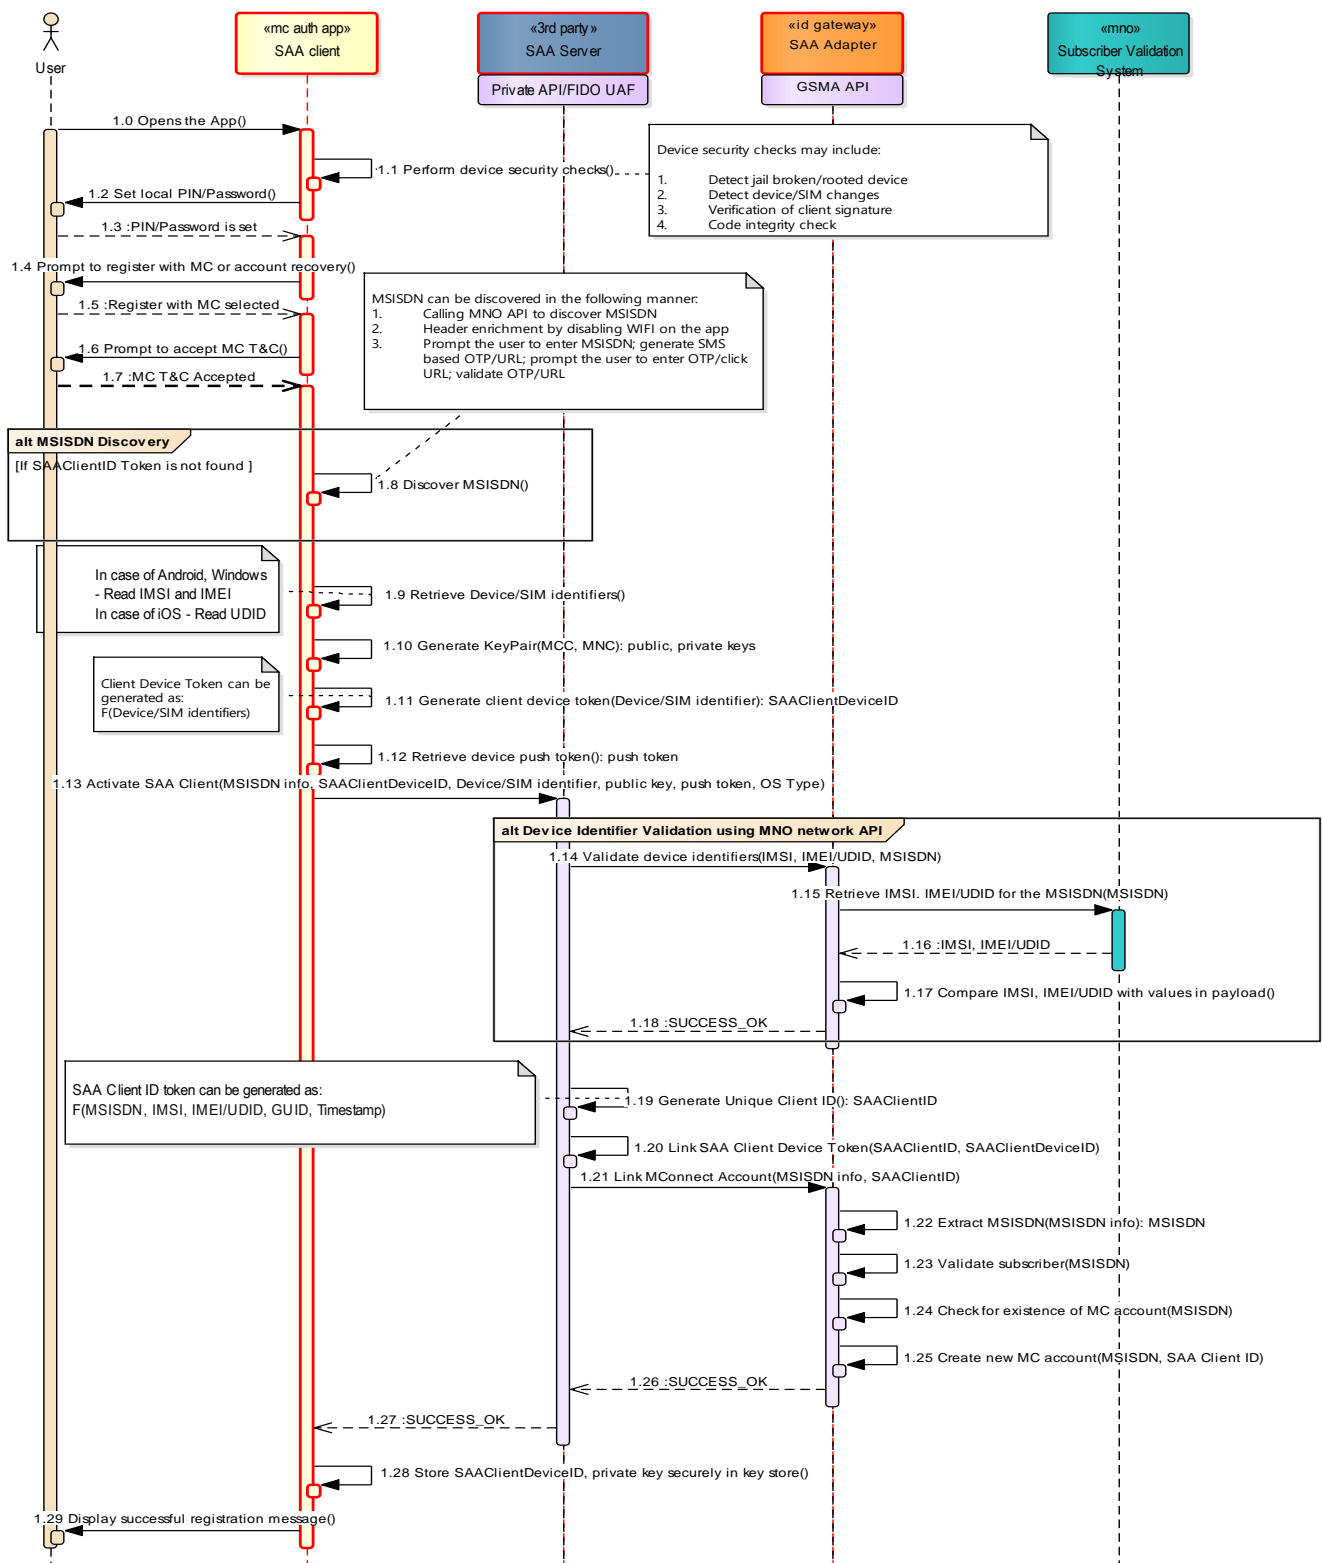 «mc auth app»
SAA client
«3rd party»
SAA Server
«id gateway»
SAA Adapter
«mno»
Subscriber Validation
System
User
Private API/FIDO UAF
GSMA API
1.0 Opens the App()
Device security checks may include:
1. Detect jail broken/rooted device
2. Detect device/SIM changes
3. Verification of client signature
4. Code integrity check
1.1 Perform device security checks()
1.2 Set local PIN/Password()
1.3 :PIN/Password is set
1.4 Prompt to register with MC or account recovery()
MSISDN can be discovered in the following manner:
1. Calling MNO API to discover MSISDN
2. Header enrichment by disabling WIFI on the app
3. Prompt the user to enter MSISDN; generate SMS
based OTP/URL; prompt the user to enter OTP/click
URL; validate OTP/URL
1.5 :Register with MC selected
1.6 Prompt to accept MC T&C()
1.7 :MC T&C Accepted
alt MSISDN Discovery
[If SAAClientID Token is not found ]
1.8 Discover MSISDN()
In case of Android, Windows
- Read IMSI and IMEI
In case of iOS - Read UDID
1.9 Retrieve Device/SIM identifiers()
1.10 Generate KeyPair(MCC, MNC): public, private keys
Client Device Token can be
generated as:
F(Device/SIM identifiers)
1.11 Generate client device token(Device/SIM identifier): SAAClientDeviceID
1.12 Retrieve device push token(): push token
1.13 Activate SAA Client(MSISDN info, SAAClientDeviceID, Device/SIM identifier, public key, push token, OS Type)
alt Device Identifier Validation using MNO network API
1.14 Validate device identifiers(IMSI, IMEI/UDID, MSISDN)
1.15 Retrieve IMSI. IMEI/UDID for the MSISDN(MSISDN)
1.16 :IMSI, IMEI/UDID
1.17 Compare IMSI, IMEI/UDID with values in payload()
1.18 :SUCCESS_OK
SAA Client ID token can be generated as:
F(MSISDN, IMSI, IMEI/UDID, GUID, Timestamp)
1.19 Generate Unique Client ID(): SAAClientID
1.20 Link SAA Client Device Token(SAAClientID, SAAClientDeviceID)
1.21 Link MConnect Account(MSISDN info, SAAClientID)
1.22 Extract MSISDN(MSISDN info): MSISDN
1.23 Validate subscriber(MSISDN)
1.24 Check for existence of MC account(MSISDN)
1.25 Create new MC account(MSISDN, SAA Client ID)
1.26 :SUCCESS_OK
1.27 :SUCCESS_OK
1.28 Store SAAClientDeviceID, private key securely in key store()
1.29 Display successful registration message()